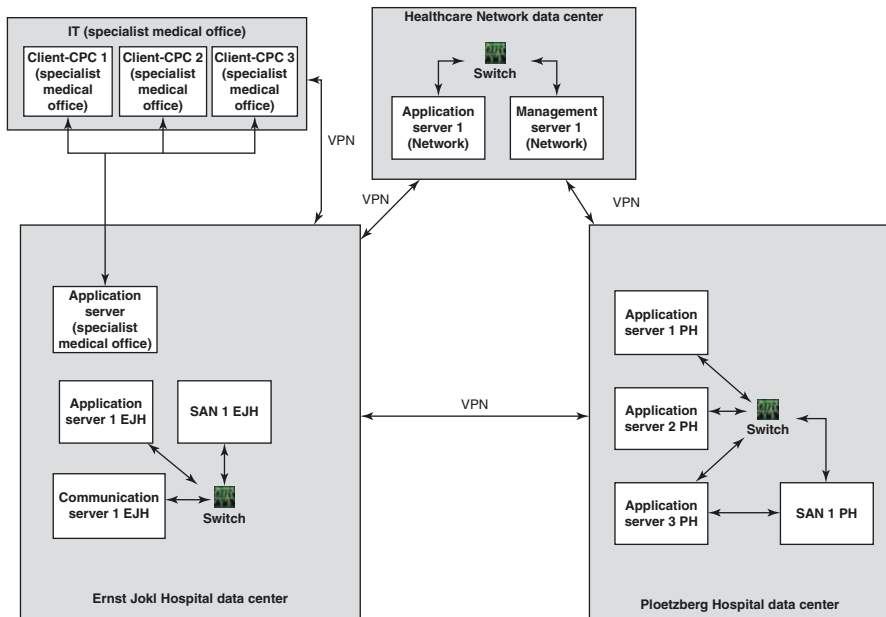 IT (specialist medical office)
Client-CPC 1
(specialist
medical
office)
Client-CPC 2
(specialist
medical
office)
Client-CPC 3
(specialist
medical
office)
VPN
Healthcare Network data center
Switch
Application
server 1
(Network)
Management
server 1
(Network)
VPN
VPN
Application
server
(specialist
medical office)
Application
server 1 EJH
SAN 1 EJH
Communication
server 1 EJH
Switch
Ernst Jokl Hospital data center
VPN
Application
server 1 PH
Application
server 2 PH
Switch
Application
server 3 PH
SAN 1 PH
Ploetzberg Hospital data center